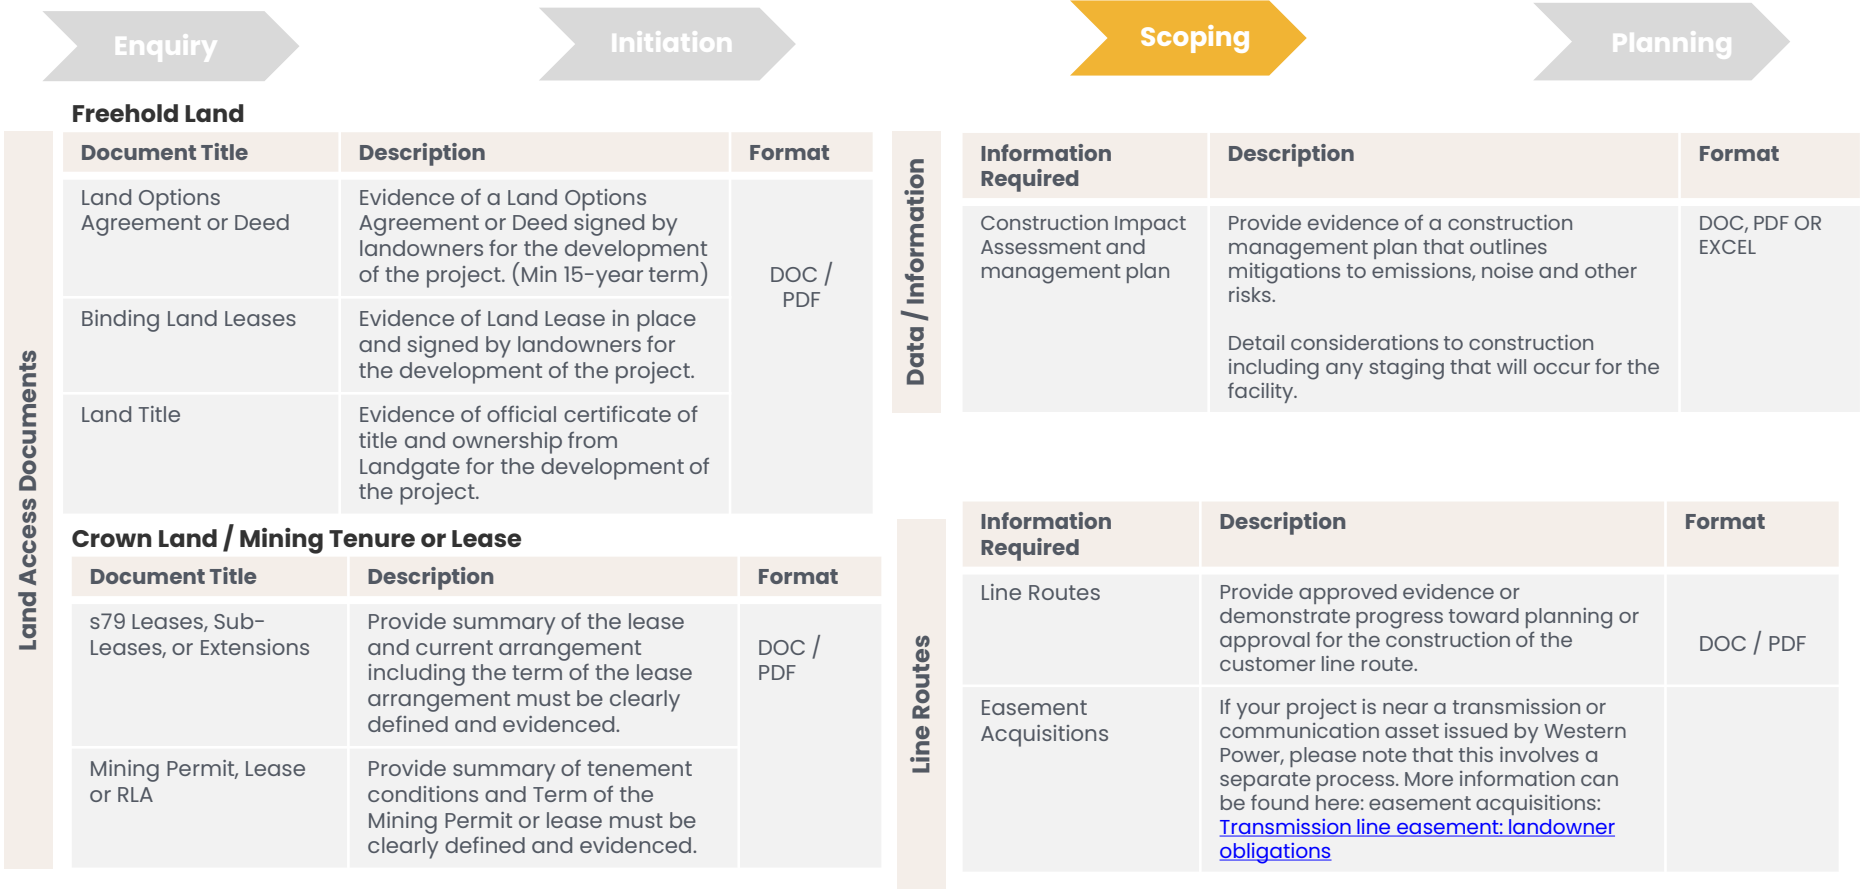 Enquiry
Initiation
Scoping
Planning
Land Access Documents
Freehold Land
Document Title
Description
Format
Land Options
Agreement or Deed
Evidence of a Land Options
Agreement or Deed signed by
landowners for the development
of the project. (Min 15-year term)
DOC /
PDF
Binding Land Leases
Evidence of Land Lease in place
and signed by landowners for
the development of the project.
Land Title
Evidence of official certificate of
title and ownership from
Landgate for the development of
the project.
Crown Land / Mining Tenure or Lease
Document Title
Description
Format
s79 Leases, Sub-
Leases, or Extensions
Provide summary of the lease
and current arrangement
including the term of the lease
arrangement must be clearly
defined and evidenced.
DOC /
PDF
Mining Permit, Lease
or RLA
Provide summary of tenement
conditions and Term of the
Mining Permit or lease must be
clearly defined and evidenced.
Data / Information
Information
Required
Description
Format
Construction Impact
Assessment and
management plan
Provide evidence of a construction
management plan that outlines
mitigations to emissions, noise and other
risks.
Detail considerations to construction
including any staging that will occur for the
facility.
DOC, PDF OR
EXCEL
Line Routes
Information
Required
Description
Format
Line Routes
Provide approved evidence or
demonstrate progress toward planning or
approval for the construction of the
customer line route.
DOC / PDF
Easement
Acquisitions
If your project is near a transmission or
communication asset issued by Western
Power, please note that this involves a
separate process. More information can
be found here: easement acquisitions:
Transmission line easement: landowner
obligations